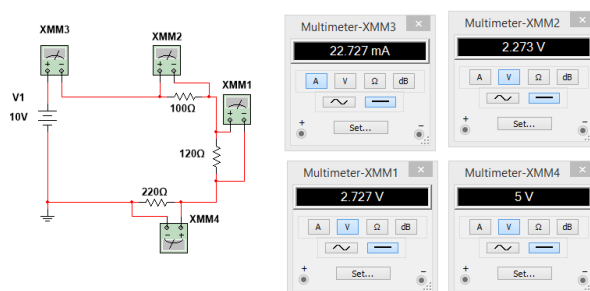 XMM3
XMM2
XMM1
V1
10V
100Ω
120Ω
220Ω
XMM4
Multimeter-XMM3 ×
22.727 mA
A V Ω dB
+ Set... −
Multimeter-XMM2 ×
2.273 V
A V Ω dB
+ Set... −
Multimeter-XMM1 ×
2.727 V
A V Ω dB
+ Set... −
Multimeter-XMM4 ×
5 V
A V Ω dB
+ Set... −